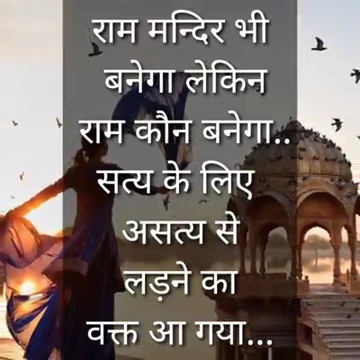 राम मन्दिर भी
बनेगा लेकिन
राम कौन बनेगा..
सत्य के लिए
असत्य से
लड़ने का
वक्त आ गया...